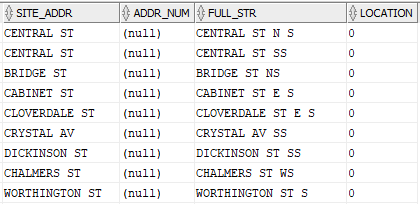 SITE_ADDR ADDR_NUM FULL_STR LOCATION
CENTRAL ST (null) CENTRAL ST N S 0
CENTRAL ST (null) CENTRAL ST SS 0
BRIDGE ST (null) BRIDGE ST NS 0
CABINET ST (null) CABINET ST E S 0
CLOVERDALE ST (null) CLOVERDALE ST E S 0
CRYSTAL AV (null) CRYSTAL AV SS 0
DICKINSON ST (null) DICKINSON ST SS 0
CHALMERS ST (null) CHALMERS ST WS 0
WORTHINGTON ST (null) WORTHINGTON ST S 0